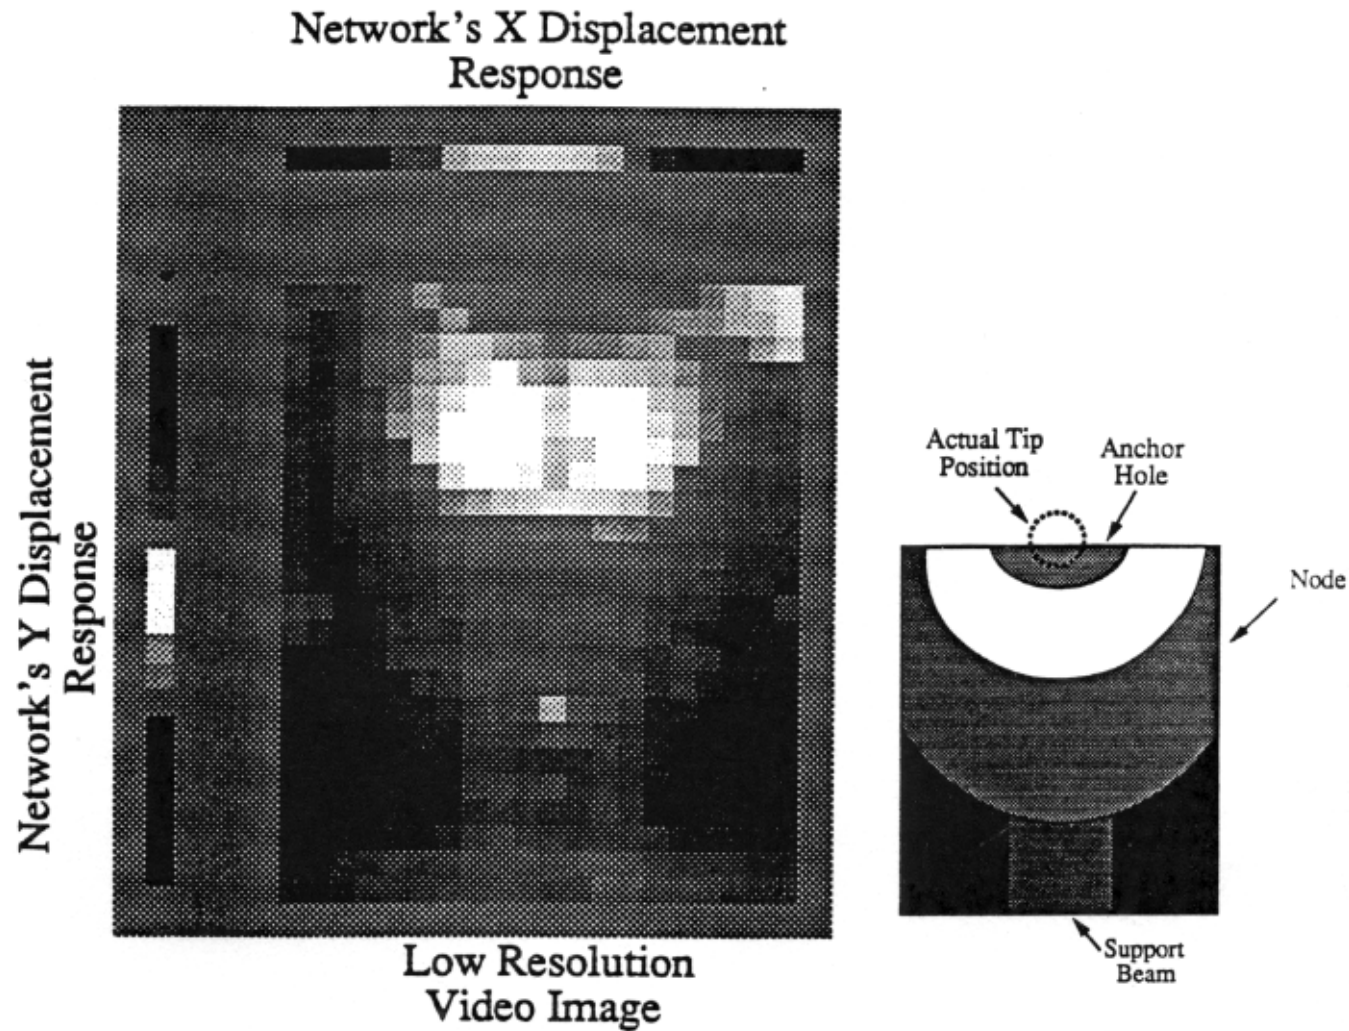 Network's X Displacement
Response
Network's Y Displacement
Response
Low Resolution
Video Image
Actual Tip
Position
Anchor
Hole
Node
Support
Beam